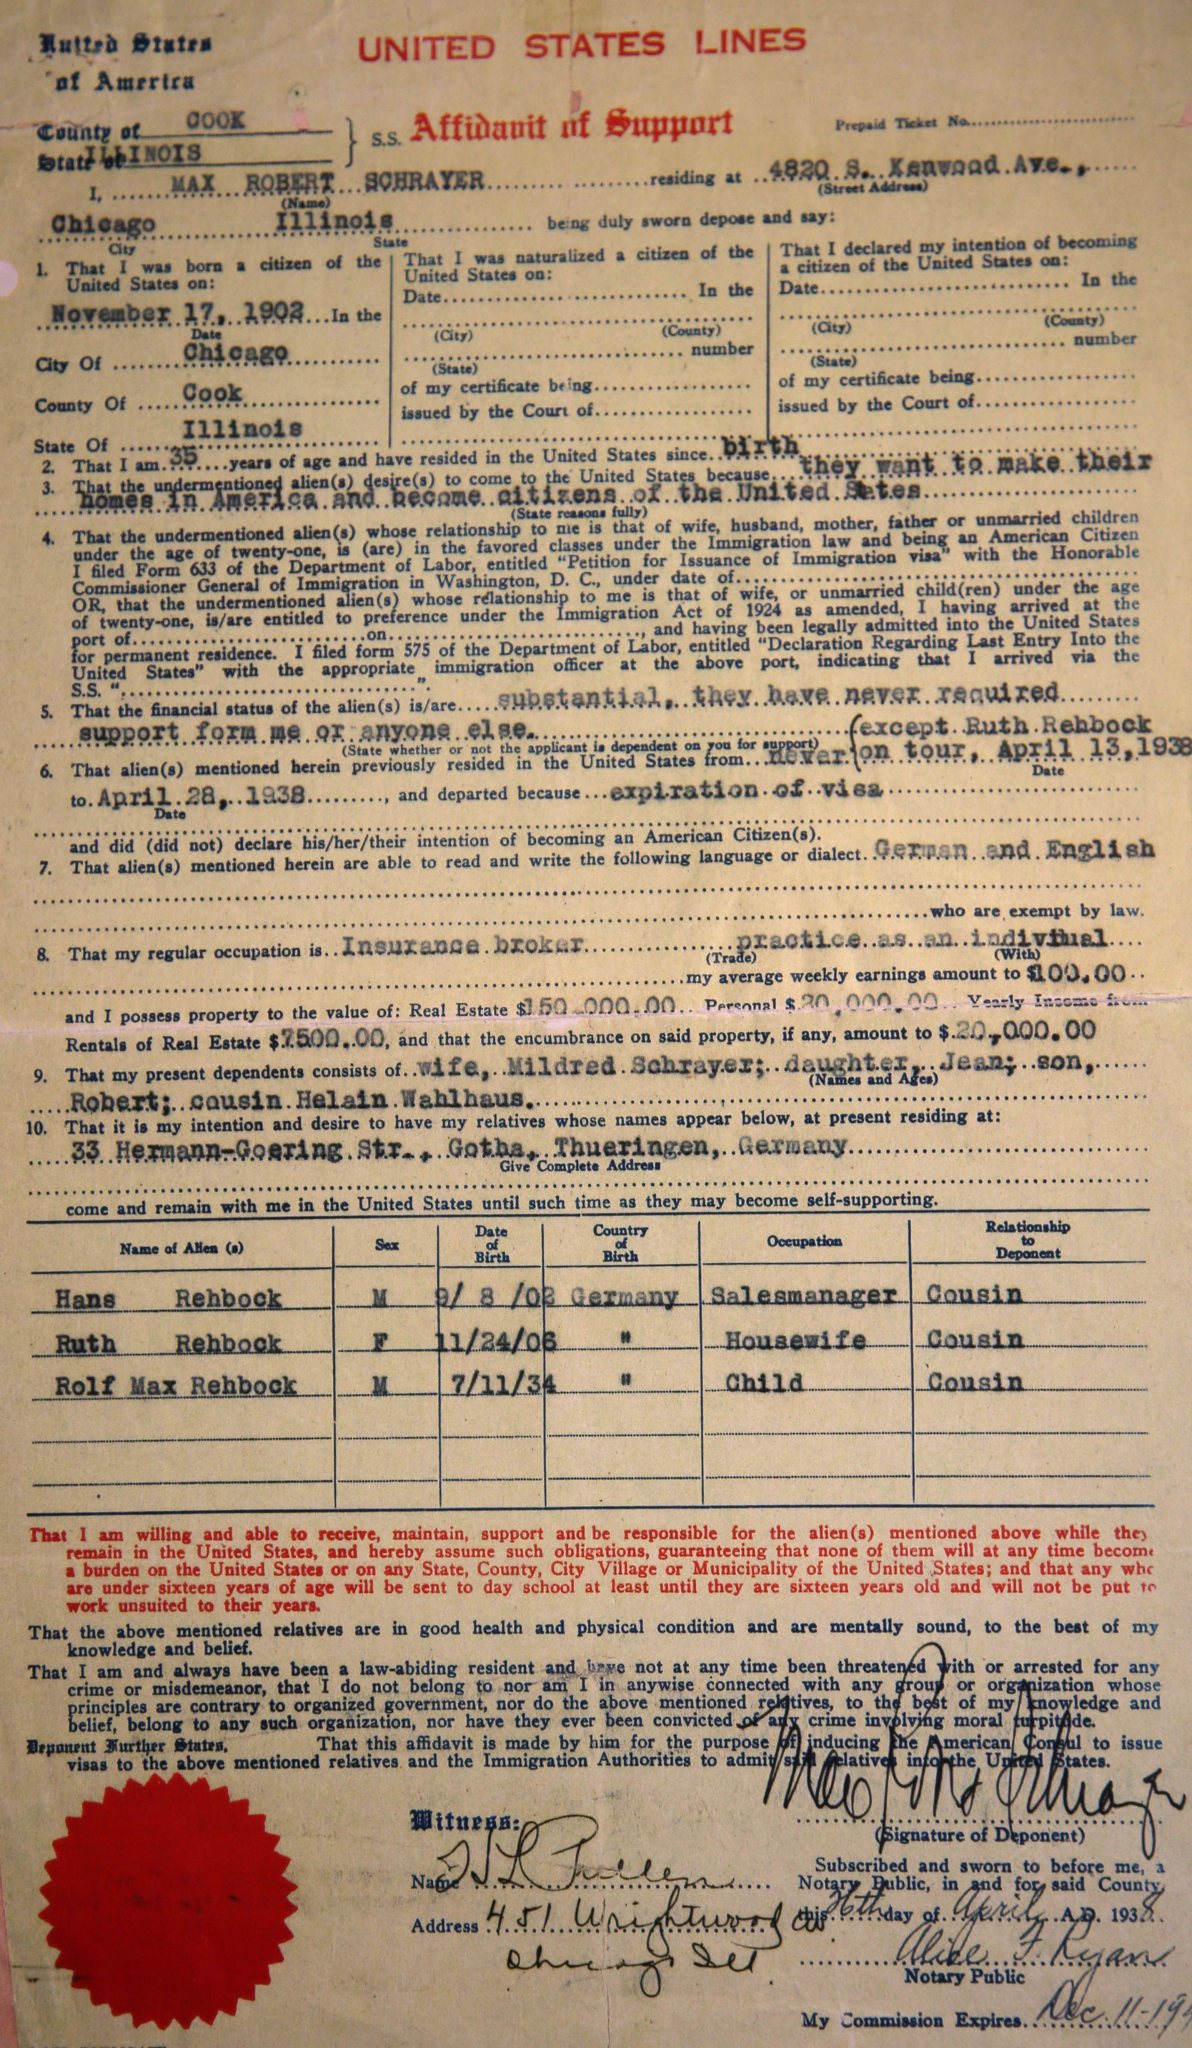 United States
of America
UNITED STATES LINES
County of COOK
State of ILLINOIS
S.S. Affidavit of Support
Prepaid Ticket No.
I, MAX ROBERT SCHRAYER residing at 4820 S. Kenwood Ave.,
(Name) (Street Address)
Chicago Illinois being duly sworn depose and say:
City State
1. That I was born a citizen of the
United States on:
November 17, 1902 In the
Date
City Of Chicago
County Of Cook
State Of Illinois
That I was naturalized a citizen of the
United States on:
Date In the
(City) (County)
number
(State)
of my certificate being
issued by the Court of
That I declared my intention of becoming
a citizen of the United States on:
Date In the
(City) (County)
number
(State)
of my certificate being
issued by the Court of
2. That I am 35 years of age and have resided in the United States since birth
3. That the undermentioned alien(s) desire(s) to come to the United States because they want to make their
homes in America and become citizens of the United Sates
(State reasons fully)
4. That the undermentioned alien(s) whose relationship to me is that of wife, husband, mother, father or unmarried children
under the age of twenty-one, is (are) in the favored classes under the Immigration law and being an American Citizen
I filed Form 633 of the Department of Labor, entitled "Petition for Issuance of Immigration visa" with the Honorable
Commissioner General of Immigration in Washington, D. C., under date of
OR, that the undermentioned alien(s) whose relationship to me is that of wife, or unmarried child(ren) under the age
of twenty-one, is/are entitled to preference under the Immigration Act of 1924 as amended, I having arrived at the
port of on , and having been legally admitted into the United States
for permanent residence. I filed form 575 of the Department of Labor, entitled "Declaration Regarding Last Entry Into the
United States" with the appropriate immigration officer at the above port, indicating that I arrived via the
S.S. " ".
5. That the financial status of the alien(s) is/are substantial, they have never required
support form me or anyone else.
(State whether or not the applicant is dependent on you for support)
(except Ruth Rehbock
6. That alien(s) mentioned herein previously resided in the United States from never (on tour, April 13,1938
Date
to April 28, 1938 , and departed because expiration of visa
Date
and did (did not) declare his/her/their intention of becoming an American Citizen(s).
7. That alien(s) mentioned herein are able to read and write the following language or dialect German and English
who are exempt by law.
8. That my regular occupation is Insurance broker practice as an indivihual
(Trade) (With)
my average weekly earnings amount to $100.00
and I possess property to the value of: Real Estate $150.000.00 Personal $20,000.00 Yearly Income from
Rentals of Real Estate $7500.00, and that the encumbrance on said property, if any, amount to $20,000.00
9. That my present dependents consists of wife, Mildred Schrayer; daughter, Jean; son,
(Names and Ages)
Robert; cousin Helain Wahlhaus.
10. That it is my intention and desire to have my relatives whose names appear below, at present residing at:
33 Hermann-Goering Str., Gotha, Thueringen, Germany
Give Complete Address
come and remain with me in the United States until such time as they may become self-supporting.
Name of Alien (s) Sex Date of Birth Country of Birth Occupation Relationship to Deponent
Hans Rehbock M 9/ 8 /02 Germany Salesmanager Cousin
Ruth Rehbock F 11/24/06 " Housewife Cousin
Rolf Max Rehbock M 7/11/34 " Child Cousin
That I am willing and able to receive, maintain, support and be responsible for the alien(s) mentioned above while they
remain in the United States, and hereby assume such obligations, guaranteeing that none of them will at any time become
a burden on the United States or on any State, County, City Village or Municipality of the United States; and that any who
are under sixteen years of age will be sent to day school at least until they are sixteen years old and will not be put to
work unsuited to their years.
That the above mentioned relatives are in good health and physical condition and are mentally sound, to the best of my
knowledge and belief.
That I am and always have been a law-abiding resident and have not at any time been threatened with or arrested for any
crime or misdemeanor, that I do not belong to nor am I in anywise connected with any group or organization whose
principles are contrary to organized government, nor do the above mentioned relatives, to the best of my knowledge and
belief, belong to any such organization, nor have they ever been convicted of any crime involving moral turpitude.
Deponent Further States. That this affidavit is made by him for the purpose of inducing the American Consul to issue
visas to the above mentioned relatives and the Immigration Authorities to admit said relatives into the United States.
Max Robt Schrayer
(Signature of Deponent)
Witness:
Name
Address 451 Wrightwood av
Chicago Ill
Subscribed and sworn to before me, a
Notary Public, in and for said County,
this 26th day of April A.D. 1938
Alice F. Ryan
Notary Public
My Commission Expires Dec. 11-19